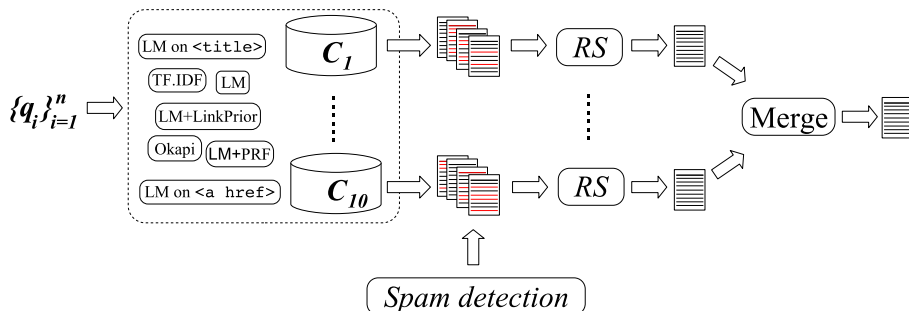 {q_i}_{i=1}^n
LM on <title>
TF.IDF
LM
LM+LinkPrior
Okapi
LM+PRF
LM on <a href>
C_1
C_10
RS
RS
Merge
Spam detection